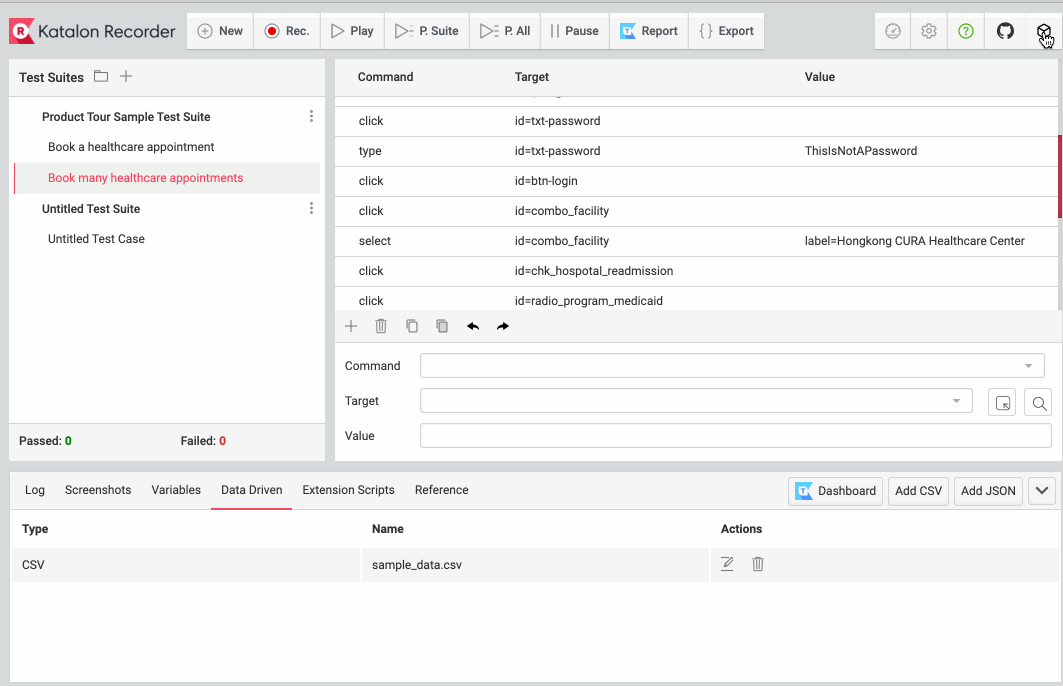 Katalon Recorder New Rec. Play P. Suite P. All Pause Report Export
Test Suites
Product Tour Sample Test Suite
Book a healthcare appointment
Book many healthcare appointments
Untitled Test Suite
Untitled Test Case
Passed: 0 Failed: 0
Command Target Value
click id=txt-password
type id=txt-password ThisIsNotAPassword
click id=btn-login
click id=combo_facility
select id=combo_facility label=Hongkong CURA Healthcare Center
click id=chk_hospotal_readmission
click id=radio_program_medicaid
Command
Target
Value
Log Screenshots Variables Data Driven Extension Scripts Reference Dashboard Add CSV Add JSON
Type Name Actions
CSV sample_data.csv